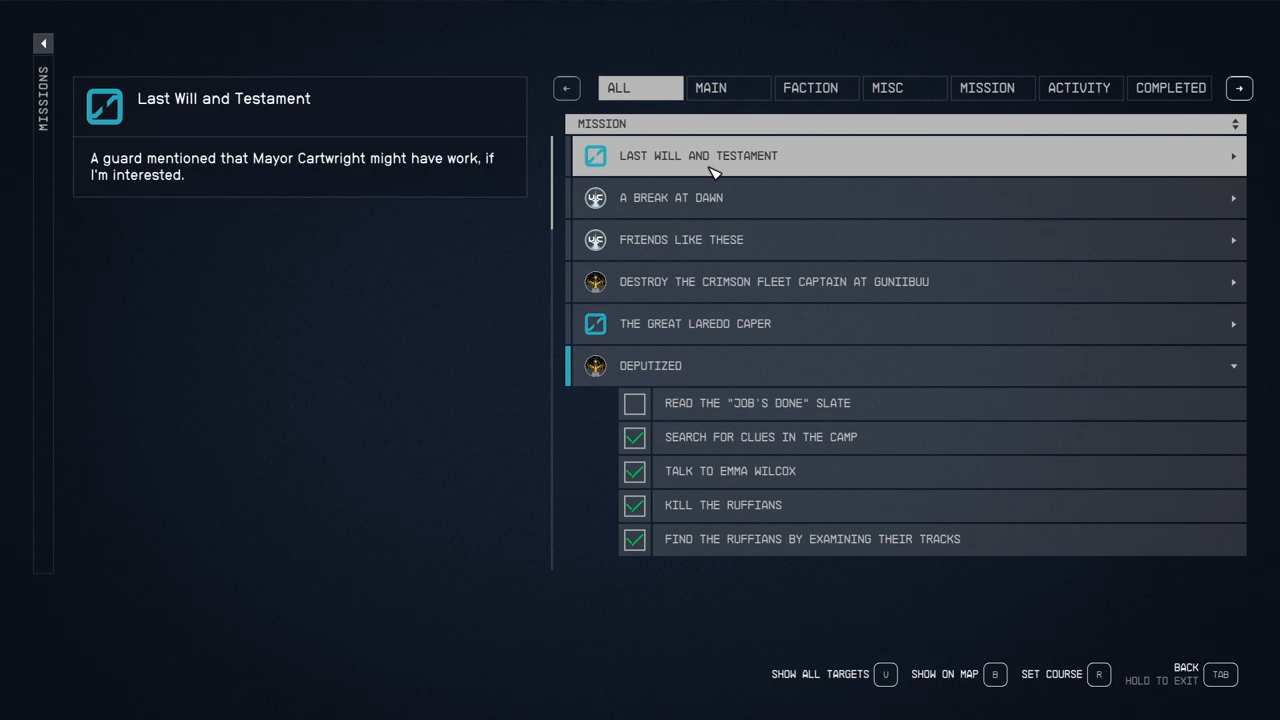 MISSIONS
Last Will and Testament
A guard mentioned that Mayor Cartwright might have work, if
I'm interested.
ALL
MAIN
FACTION
MISC
MISSION
ACTIVITY
COMPLETED
MISSION
LAST WILL AND TESTAMENT
A BREAK AT DAWN
FRIENDS LIKE THESE
DESTROY THE CRIMSON FLEET CAPTAIN AT GUNIIBUU
THE GREAT LAREDO CAPER
DEPUTIZED
READ THE "JOB'S DONE" SLATE
SEARCH FOR CLUES IN THE CAMP
TALK TO EMMA WILCOX
KILL THE RUFFIANS
FIND THE RUFFIANS BY EXAMINING THEIR TRACKS
SHOW ALL TARGETS V
SHOW ON MAP B
SET COURSE R
BACK
HOLD TO EXIT TAB